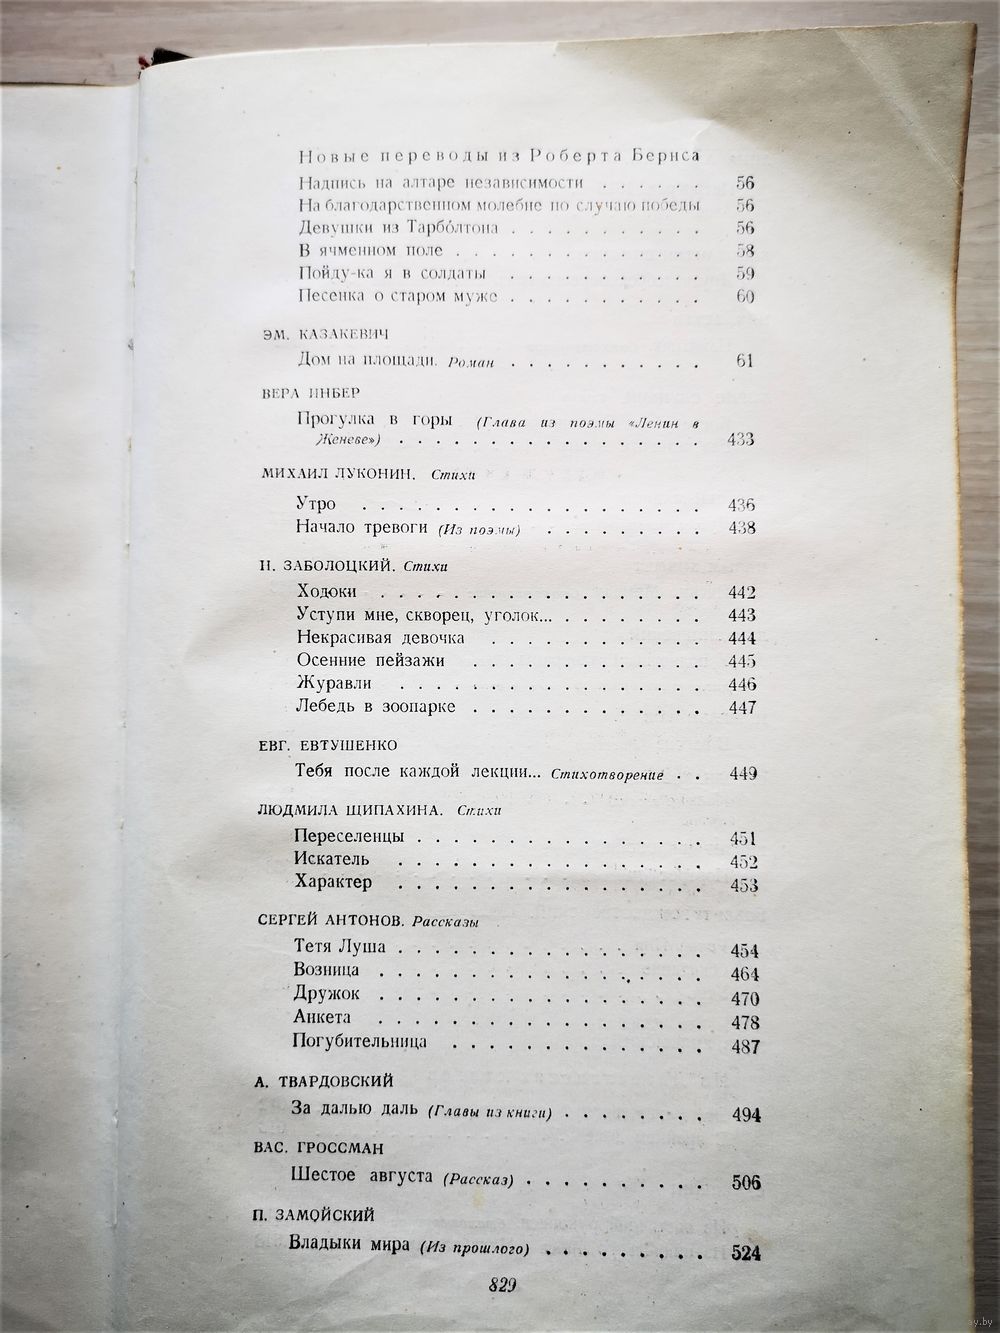 Новые переводы из Роберта Бернса
Надпись на алтаре независимости . . . . . . 56
На благодарственном молебне по случаю победы 56
Девушки из Тарбо́лтона . . . . . . . . . . . 56
В ячменном поле . . . . . . . . . . . . . . 58
Пойду-ка я в солдаты . . . . . . . . . . . 59
Песенка о старом муже . . . . . . . . . . . 60
ЭМ. КАЗАКЕВИЧ
Дом на площади. Роман . . . . . . . . . . . 61
ВЕРА ИНБЕР
Прогулка в горы (Глава из поэмы «Ленин в
Женеве») . . . . . . . . . . . . . . . . . 433
МИХАИЛ ЛУКОНИН. Стихи
Утро . . . . . . . . . . . . . . . . . . . 436
Начало тревоги (Из поэмы) . . . . . . . . . 438
Н. ЗАБОЛОЦКИЙ. Стихи
Ходоки . . . . . . . . . . . . . . . . . . 442
Уступи мне, скворец, уголок... . . . . . . . . 443
Некрасивая девочка . . . . . . . . . . . . 444
Осенние пейзажи . . . . . . . . . . . . . 445
Журавли . . . . . . . . . . . . . . . . . 446
Лебедь в зоопарке . . . . . . . . . . . . . 447
ЕВГ. ЕВТУШЕНКО
Тебя после каждой лекции... Стихотворение . . 449
ЛЮДМИЛА ЩИПАХИНА. Стихи
Переселенцы . . . . . . . . . . . . . . . . 451
Искатель . . . . . . . . . . . . . . . . . 452
Характер . . . . . . . . . . . . . . . . . 453
СЕРГЕЙ АНТОНОВ. Рассказы
Тетя Луша . . . . . . . . . . . . . . . . . 454
Возница . . . . . . . . . . . . . . . . . . 464
Дружок . . . . . . . . . . . . . . . . . . 470
Анкета . . . . . . . . . . . . . . . . . . 478
Погубительница . . . . . . . . . . . . . . 487
А. ТВАРДОВСКИЙ
За далью даль (Главы из книги) . . . . . . . . 494
ВАС. ГРОССМАН
Шестое августа (Рассказ) . . . . . . . . . . 506
П. ЗАМОЙСКИЙ
Владыки мира (Из прошлого) . . . . . . . . . 524
829